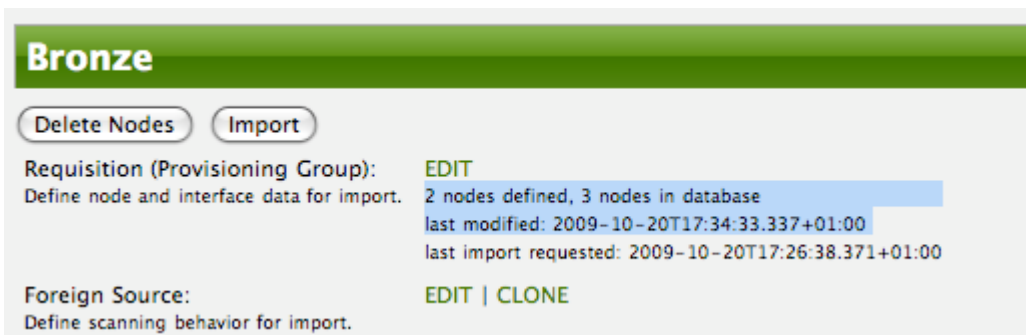 Bronze
Delete Nodes Import
Requisition (Provisioning Group): EDIT
Define node and interface data for import. 2 nodes defined, 3 nodes in database
last modified: 2009-10-20T17:34:33.337+01:00
last import requested: 2009-10-20T17:26:38.371+01:00
Foreign Source: EDIT | CLONE
Define scanning behavior for import.